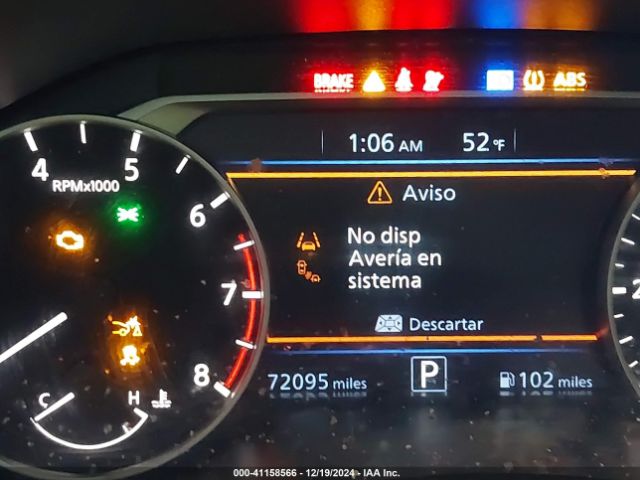 BRAKE ABS
1:06 AM 52°F
4 5 6 7 8
RPMx1000
Aviso
No disp
Avería en
sistema
Descartar
C H
72095 miles P 102 miles
2
000-41158566 - 12/19/2024 - IAA Inc.